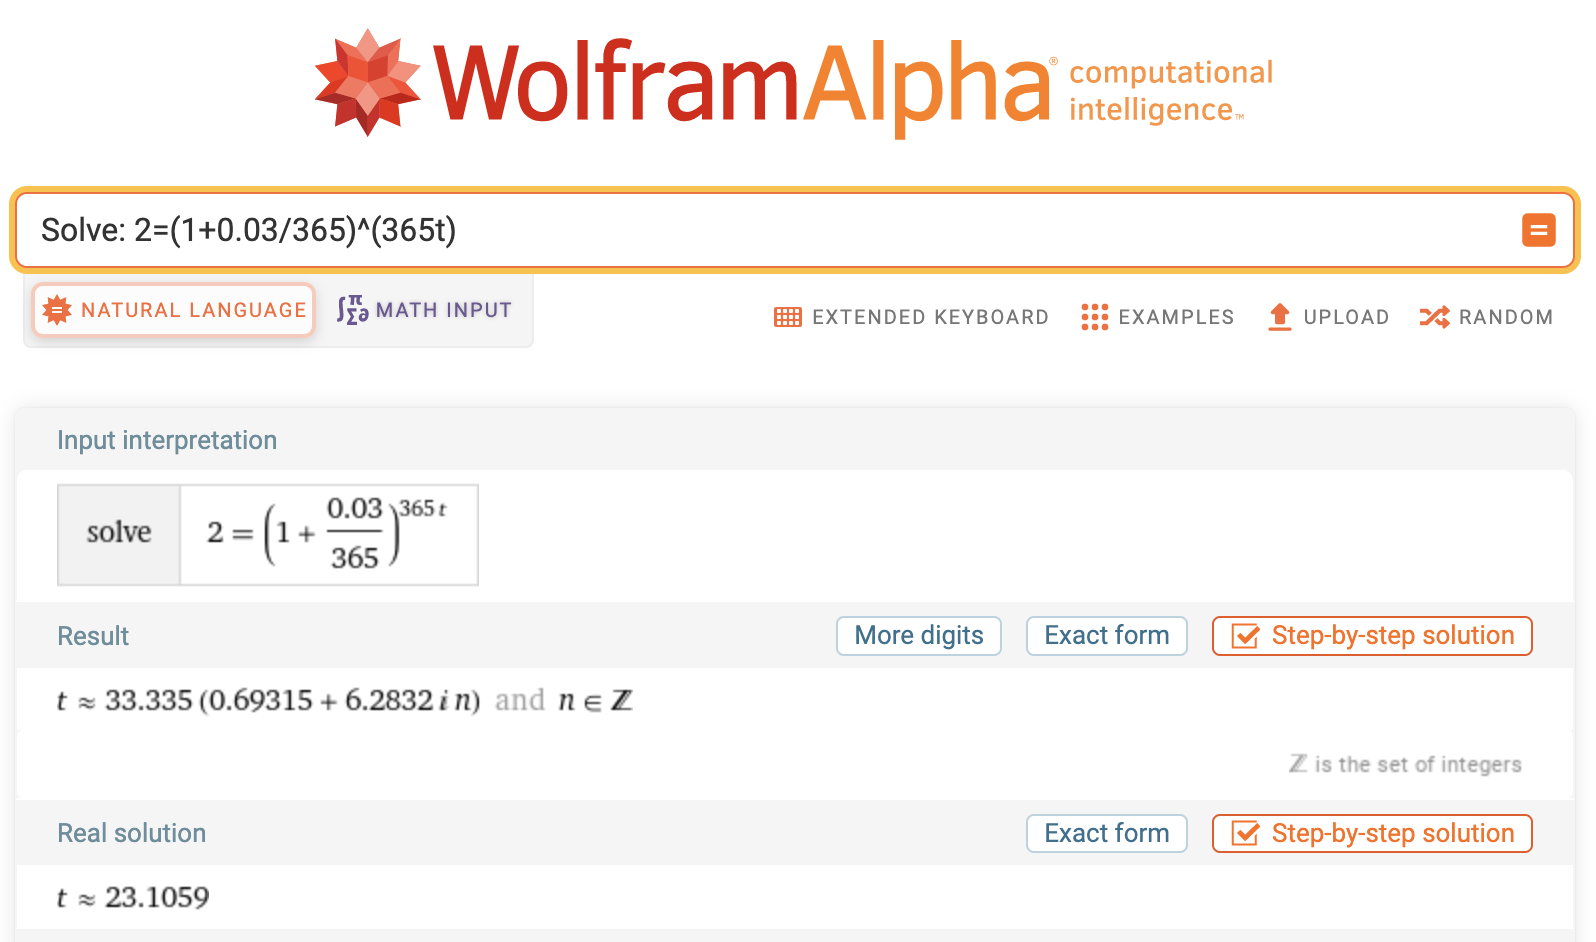 WolframAlpha® computational
intelligence™
Solve: 2=(1+0.03/365)^(365t)
=
NATURAL LANGUAGE
∫π Σ∂ MATH INPUT
EXTENDED KEYBOARD
EXAMPLES
UPLOAD
RANDOM
Input interpretation
solve 2 = (1 + 0.03/365)^(365 t)
Result
More digits
Exact form
Step-by-step solution
t ≈ 33.335 (0.69315 + 6.2832 i n) and n ∈ ℤ
ℤ is the set of integers
Real solution
Exact form
Step-by-step solution
t ≈ 23.1059